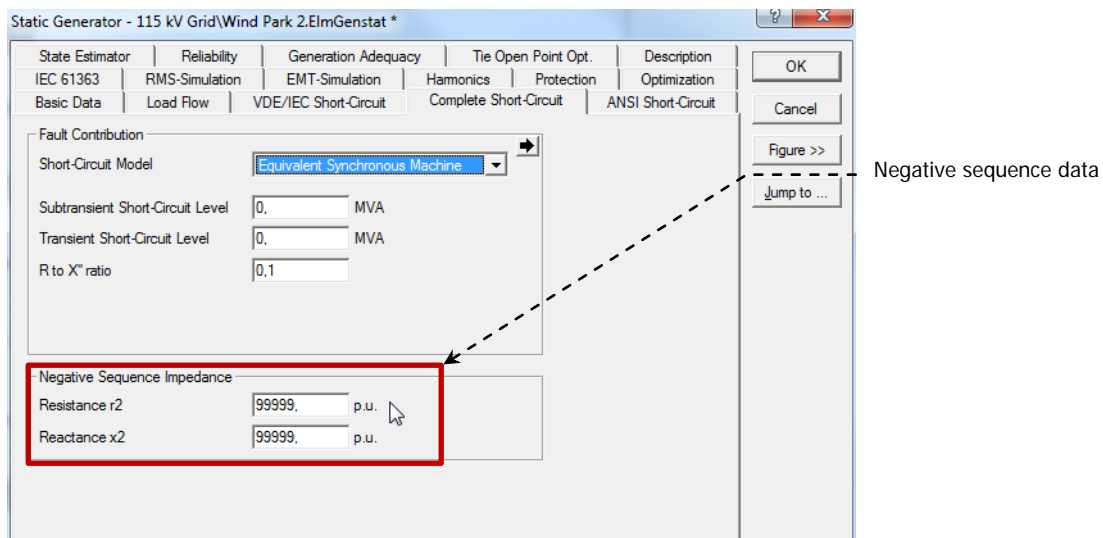 Static Generator - 115 kV Grid\Wind Park 2.ElmGenstat *
?
X
State Estimator Reliability Generation Adequacy Tie Open Point Opt. Description
IEC 61363 RMS-Simulation EMT-Simulation Harmonics Protection Optimization
Basic Data Load Flow VDE/IEC Short-Circuit Complete Short-Circuit ANSI Short-Circuit
OK
Cancel
Figure >>
Jump to ...
Fault Contribution
Short-Circuit Model Equivalent Synchronous Machine
Subtransient Short-Circuit Level 0, MVA
Transient Short-Circuit Level 0, MVA
R to X" ratio 0,1
Negative Sequence Impedance
Resistance r2 99999, p.u.
Reactance x2 99999, p.u.
Negative sequence data